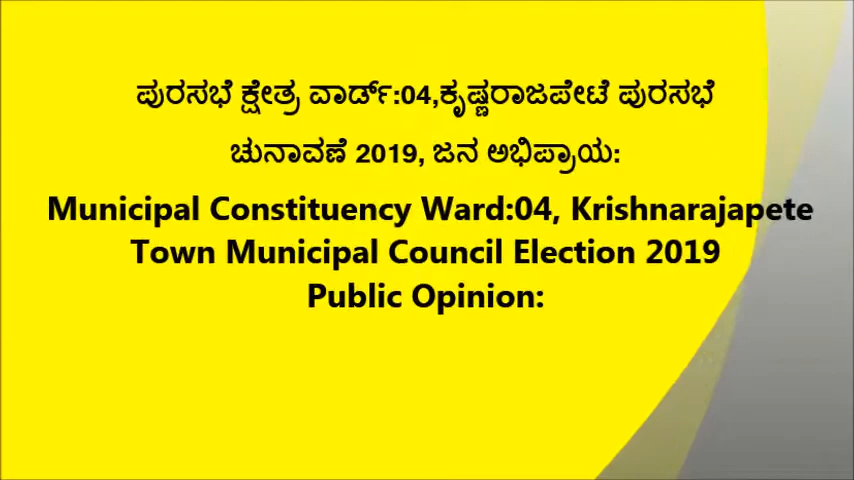 ಪುರಸಭೆ ಕ್ಷೇತ್ರ ವಾರ್ಡ್:04,ಕೃಷ್ಣರಾಜಪೇಟೆ ಪುರಸಭೆ
ಚುನಾವಣೆ 2019, ಜನ ಅಭಿಪ್ರಾಯ:
Municipal Constituency Ward:04, Krishnarajapete
Town Municipal Council Election 2019
Public Opinion: